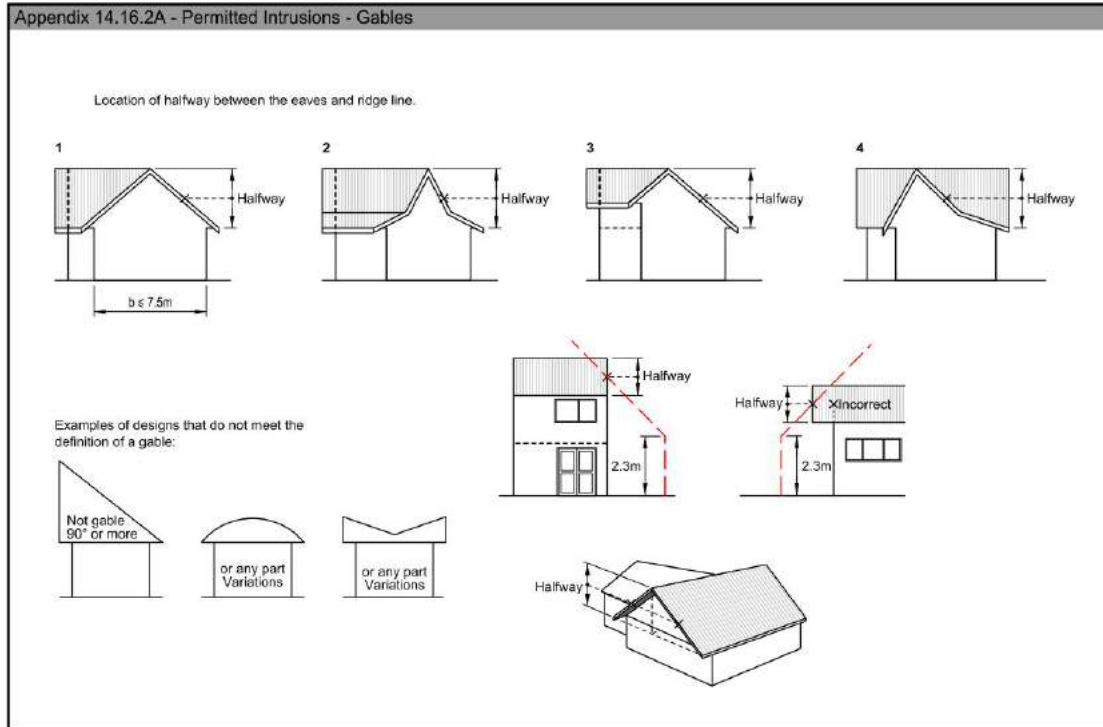 Appendix 14.16.2A - Permitted Intrusions - Gables
Location of halfway between the eaves and ridge line.
1
2
3
4
Halfway
Halfway
Halfway
Halfway
b ≤ 7.5m
Halfway
Halfway
Incorrect
2.3m
2.3m
Examples of designs that do not meet the
definition of a gable:
Not gable
90° or more
or any part
Variations
or any part
Variations
Halfway